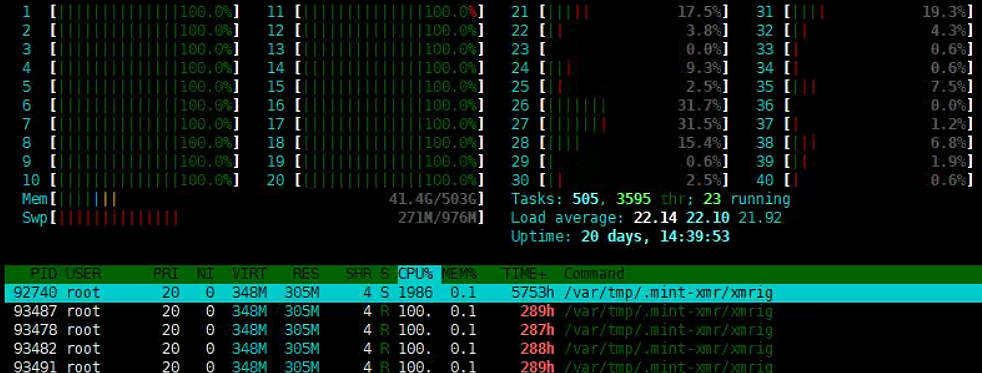 1 [||||||||||||||||100.0%] 11 [||||||||||||||||100.0%] 21 [||||| 17.5%] 31 [|||| 19.3%]
2 [||||||||||||||||100.0%] 12 [||||||||||||||||100.0%] 22 [|| 3.8%] 32 [|| 4.3%]
3 [||||||||||||||||100.0%] 13 [||||||||||||||||100.0%] 23 [ 0.0%] 33 [| 0.6%]
4 [||||||||||||||||100.0%] 14 [||||||||||||||||100.0%] 24 [||| 9.3%] 34 [| 0.6%]
5 [||||||||||||||||100.0%] 15 [||||||||||||||||100.0%] 25 [|| 2.5%] 35 [||| 7.5%]
6 [||||||||||||||||100.0%] 16 [||||||||||||||||100.0%] 26 [|||||||| 31.7%] 36 [ 0.0%]
7 [||||||||||||||||100.0%] 17 [||||||||||||||||100.0%] 27 [|||||||| 31.5%] 37 [| 1.2%]
8 [||||||||||||||||100.0%] 18 [||||||||||||||||100.0%] 28 [|||| 15.4%] 38 [||| 6.8%]
9 [||||||||||||||||100.0%] 19 [||||||||||||||||100.0%] 29 [| 0.6%] 39 [|| 1.9%]
10 [||||||||||||||||100.0%] 20 [||||||||||||||||100.0%] 30 [|| 2.5%] 40 [| 0.6%]
Mem[|||||||| 41.4G/503G] Tasks: 505, 3595 thr; 23 running
Swp[|||||||||||||||| 271M/976M] Load average: 22.14 22.10 21.92
Uptime: 20 days, 14:39:53
PID USER PRI NI VIRT RES SHR S CPU% MEM% TIME+ Command
92740 root 20 0 348M 305M 4 S 1986 0.1 5753h /var/tmp/.mint-xmr/xmrig
93487 root 20 0 348M 305M 4 R 100. 0.1 289h /var/tmp/.mint-xmr/xmrig
93478 root 20 0 348M 305M 4 R 100. 0.1 287h /var/tmp/.mint-xmr/xmrig
93482 root 20 0 348M 305M 4 R 100. 0.1 288h /var/tmp/.mint-xmr/xmrig
93491 root 20 0 348M 305M 4 R 100. 0.1 289h /var/tmp/.mint-xmr/xmrig